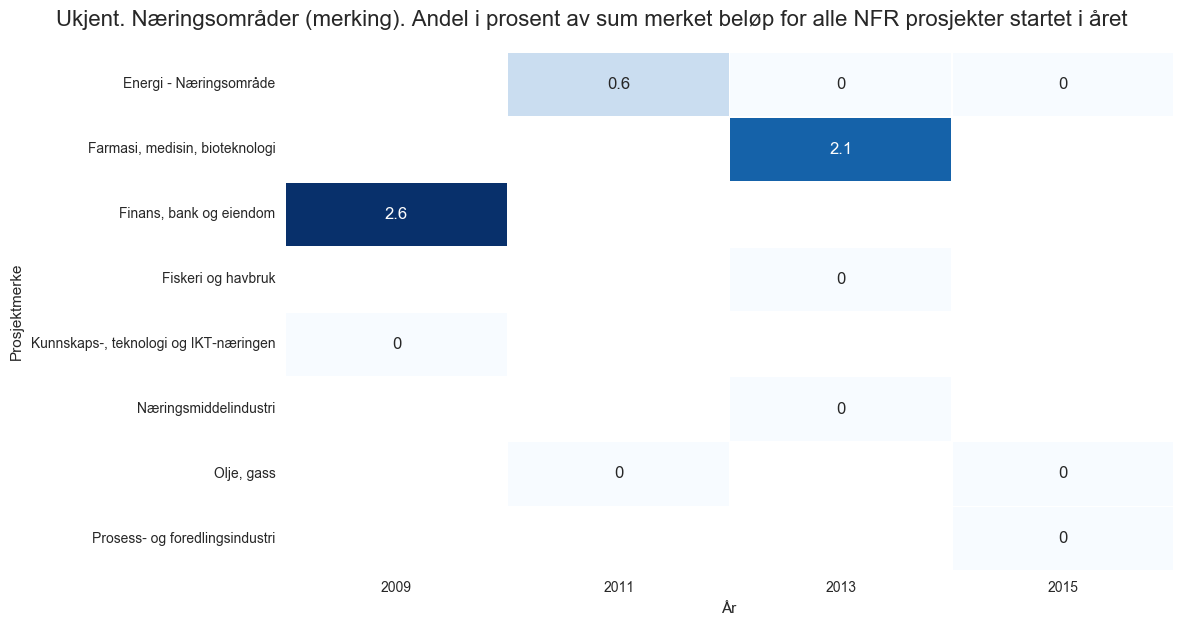 Ukjent. Næringsområder (merking). Andel i prosent av sum merket beløp for alle NFR prosjekter startet i året
Prosjektmerke
Energi - Næringsområde 0.6 0 0
Farmasi, medisin, bioteknologi 2.1
Finans, bank og eiendom 2.6
Fiskeri og havbruk 0
Kunnskaps-, teknologi og IKT-næringen 0
Næringsmiddelindustri 0
Olje, gass 0 0
Prosess- og foredlingsindustri 0
2009 2011 2013 2015
År